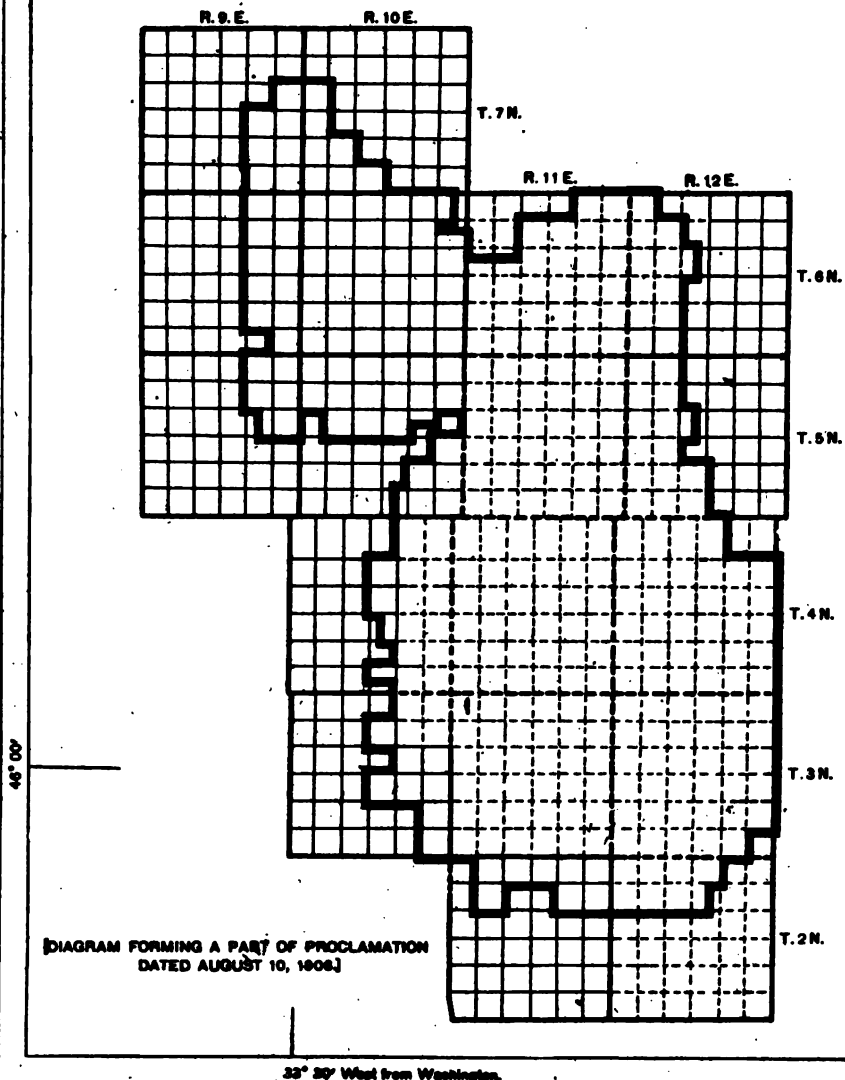 R. 9. E. R. 10 E.
T. 7 N.
R. 11 E. R. 12 E.
T. 6 N.
T. 5 N.
T. 4 N.
46° 00'
T. 3 N.
[DIAGRAM FORMING A PART OF PROCLAMATION
DATED AUGUST 10, 1906.]
T. 2 N.
33° 30' West from Washington.